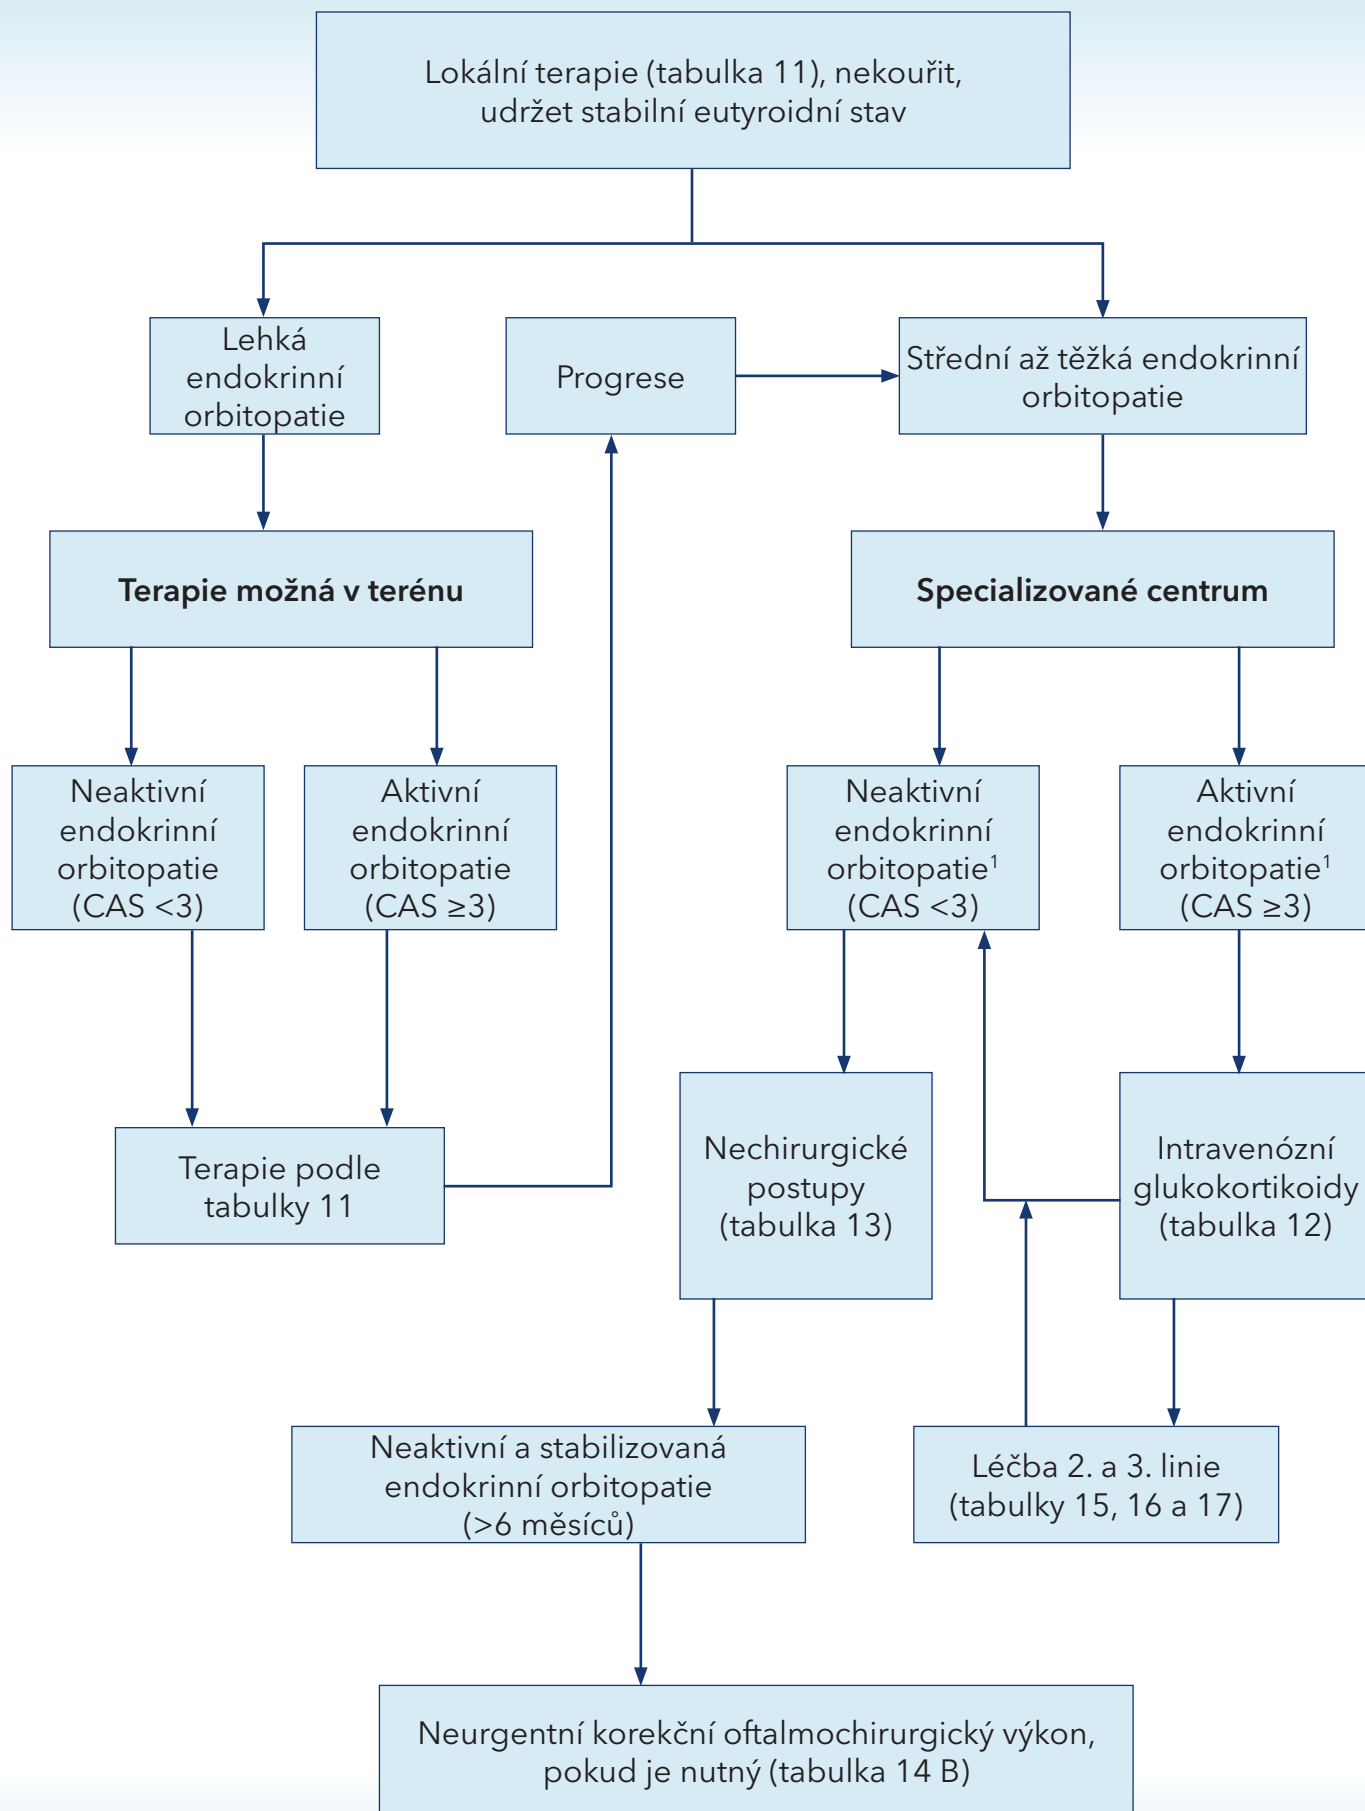 Lokální terapie (tabulka 11), nekouřit,
udržet stabilní eutyroidní stav
Lehká
endokrinní
orbitopatie
Progrese
Střední až těžká endokrinní
orbitopatie
Terapie možná v terénu
Specializované centrum
Neaktivní
endokrinní
orbitopatie
(CAS <3)
Aktivní
endokrinní
orbitopatie
(CAS ≥3)
Neaktivní
endokrinní
orbitopatie¹
(CAS <3)
Aktivní
endokrinní
orbitopatie¹
(CAS ≥3)
Terapie podle
tabulky 11
Nechirurgické
postupy
(tabulka 13)
Intravenózní
glukokortikoidy
(tabulka 12)
Neaktivní a stabilizovaná
endokrinní orbitopatie
(>6 měsíců)
Léčba 2. a 3. linie
(tabulky 15, 16 a 17)
Neurgentní korekční oftalmochirurgický výkon,
pokud je nutný (tabulka 14 B)